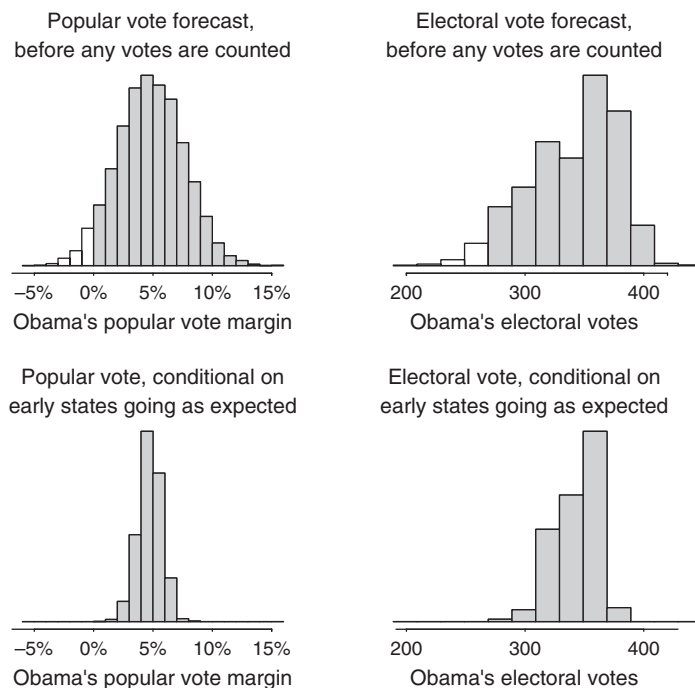 Popular vote forecast,
before any votes are counted
–5% 0% 5% 10% 15%
Obama's popular vote margin
Electoral vote forecast,
before any votes are counted
200 300 400
Obama's electoral votes
Popular vote, conditional on
early states going as expected
–5% 0% 5% 10% 15%
Obama's popular vote margin
Electoral vote, conditional on
early states going as expected
200 300 400
Obama's electoral votes